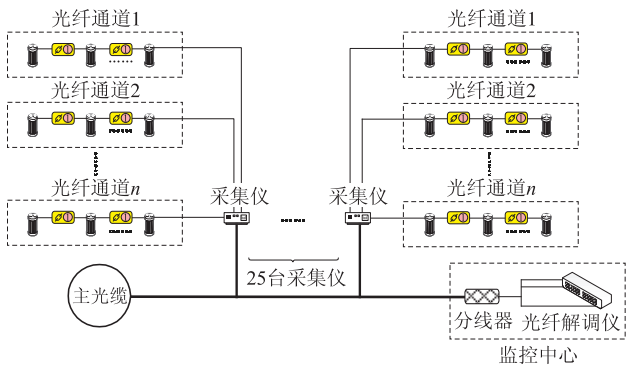 光纤通道1
光纤通道1
光纤通道2
光纤通道2
光纤通道n
采集仪
采集仪
光纤通道n
25台采集仪
主光缆
分线器
光纤解调仪
监控中心